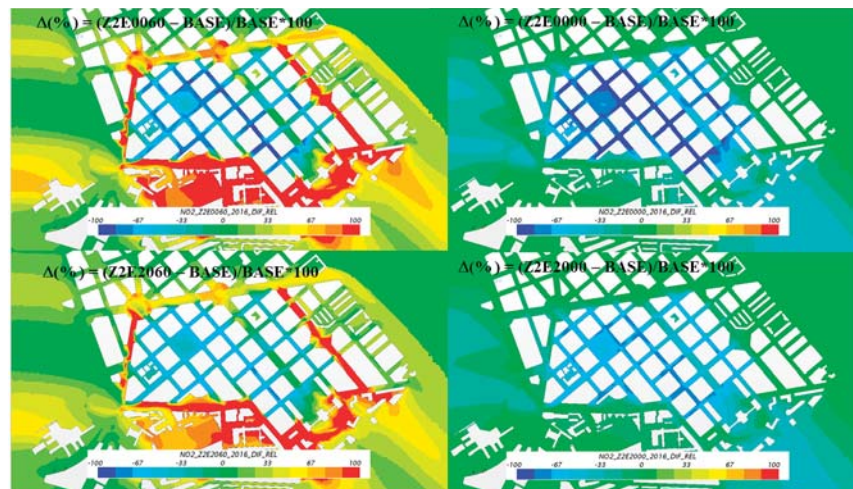 Δ(%) = (Z2E0060 – BASE)/BASE*100
Δ(%) = (Z2E0000 – BASE)/BASE*100
NO2_Z2E0060_2016_DIF_REL
-100 -67 -33 0 33 67 100
NO2_Z2E0000_2016_DIF_REL
-100 -67 -33 0 33 67 100
Δ(%) = (Z2E2060 – BASE)/BASE*100
Δ(%) = (Z2E2000 – BASE)/BASE*100
NO2_Z2E2060_2016_DIF_REL
-100 -67 -33 0 33 67 100
NO2_Z2E2000_2016_DIF_REL
-100 -67 -33 0 33 67 100